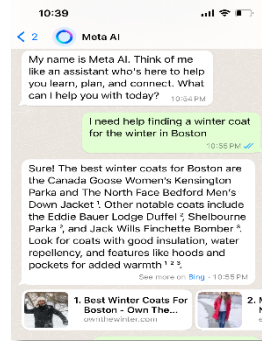 10:39
2
Meta AI
My name is Meta AI. Think of me
like an assistant who's here to help
you learn, plan, and connect. What
can I help you with today?
10:54 PM
I need help finding a winter coat
for the winter in Boston
10:55 PM
Sure! The best winter coats for Boston are
the Canada Goose Women's Kensington
Parka and The North Face Bedford Men's
Down Jacket ¹. Other notable coats include
the Eddie Bauer Lodge Duffel ², Shelbourne
Parka ², and Jack Wills Finchette Bomber
Look for coats with good insulation, water
repellency, and features like hoods and
pockets for added warmth ¹ ² ³.
See more on Bing - 10:55 PM
1. Best Winter Coats For
Boston - Own The...
ownthewinter.com
2.